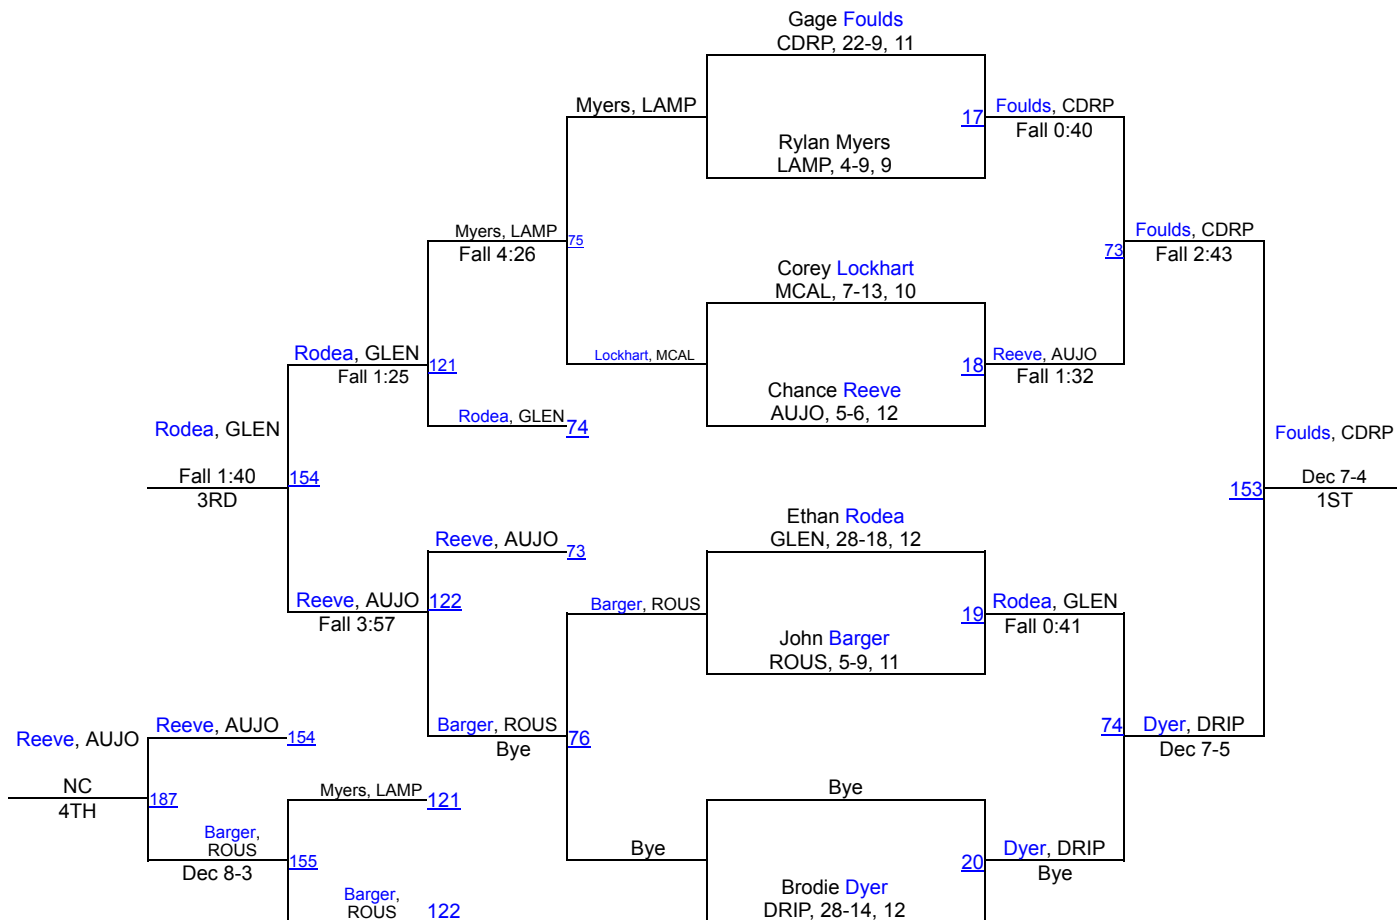 Gage Foulds
CDRP, 22-9, 11
Myers, LAMP
17
Foulds, CDRP
Fall 0:40
Rylan Myers
LAMP, 4-9, 9
Myers, LAMP
75
Fall 4:26
Foulds, CDRP
73
Fall 2:43
Corey Lockhart
MCAL, 7-13, 10
Rodea, GLEN
121
Fall 1:25
Lockhart, MCAL
18
Reeve, AUJO
Fall 1:32
Chance Reeve
AUJO, 5-6, 12
Rodea, GLEN
74
Rodea, GLEN
Foulds, CDRP
Fall 1:40
154
3RD
153
Dec 7-4
1ST
Ethan Rodea
GLEN, 28-18, 12
Reeve, AUJO
73
Reeve, AUJO
122
Fall 3:57
Barger, ROUS
19
Rodea, GLEN
Fall 0:41
John Barger
ROUS, 5-9, 11
Reeve, AUJO
Reeve, AUJO
154
Barger, ROUS
76
Bye
74
Dyer, DRIP
Dec 7-5
NC
187
4TH
Myers, LAMP
121
Bye
Barger,
ROUS
155
Dec 8-3
Bye
20
Dyer, DRIP
Bye
Barger,
ROUS
122
Brodie Dyer
DRIP, 28-14, 12